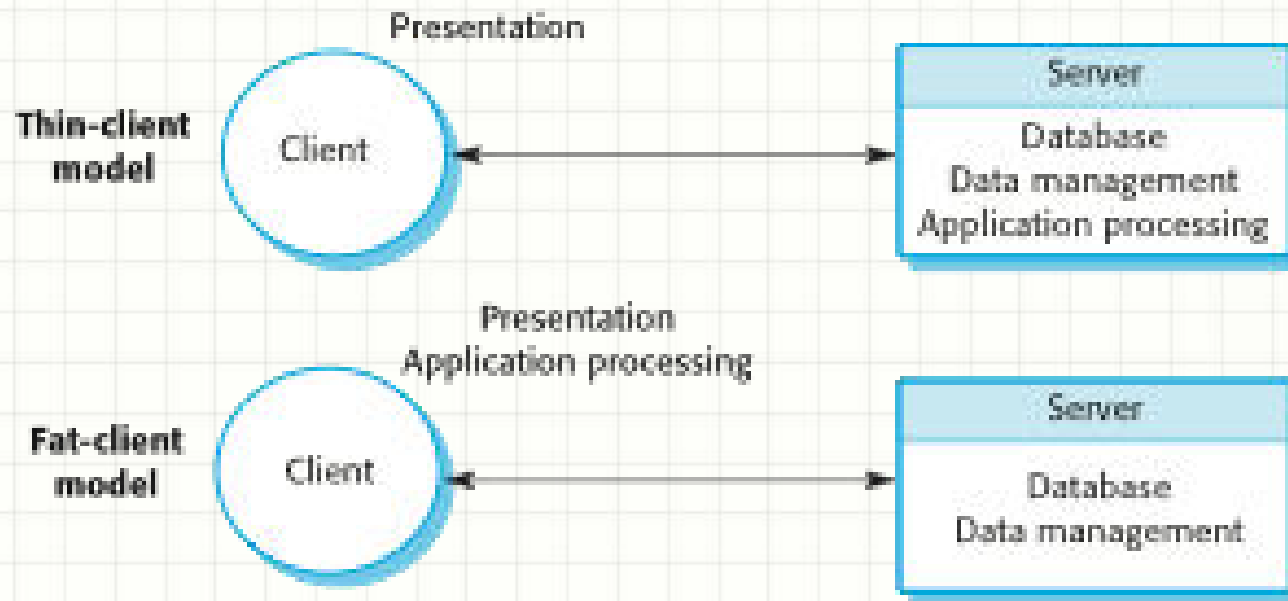 Presentation
Thin-client
model
Client
Server
Database
Data management
Application processing
Presentation
Application processing
Fat-client
model
Client
Server
Database
Data management